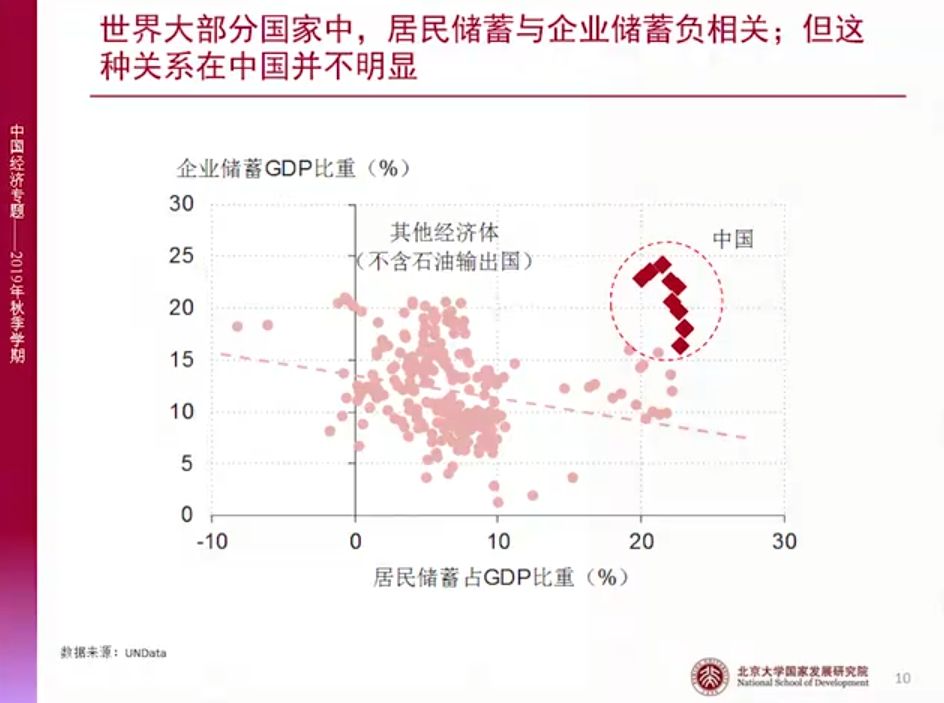 世界大部分国家中，居民储蓄与企业储蓄负相关；但这
种关系在中国并不明显
中国经济专题——2019年秋季学期
企业储蓄GDP比重（%）
30
25
20
15
10
5
0
其他经济体
（不含石油输出国）
中国
-10
0
10
20
30
居民储蓄占GDP比重（%）
数据来源：UNData
北京大学国家发展研究院
National School of Development
10